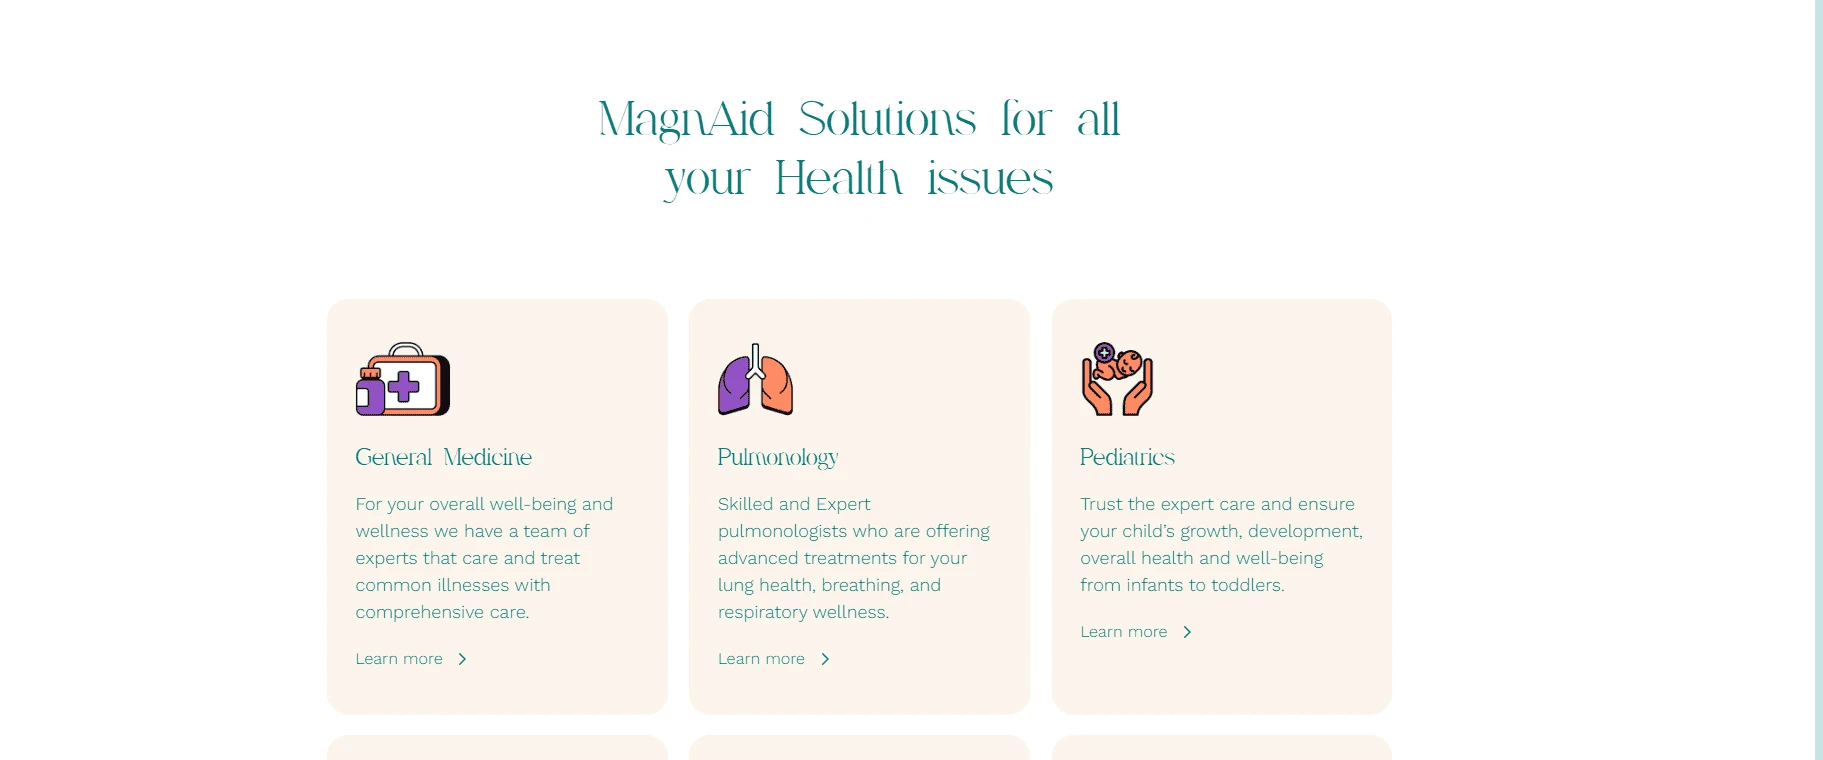 MagnAid Solutions for all
your Health issues
General Medicine
For your overall well-being and
wellness we have a team of
experts that care and treat
common illnesses with
comprehensive care.
Learn more
Pulmonology
Skilled and Expert
pulmonologists who are offering
advanced treatments for your
lung health, breathing, and
respiratory wellness.
Learn more
Pediatrics
Trust the expert care and ensure
your child’s growth, development,
overall health and well-being
from infants to toddlers.
Learn more